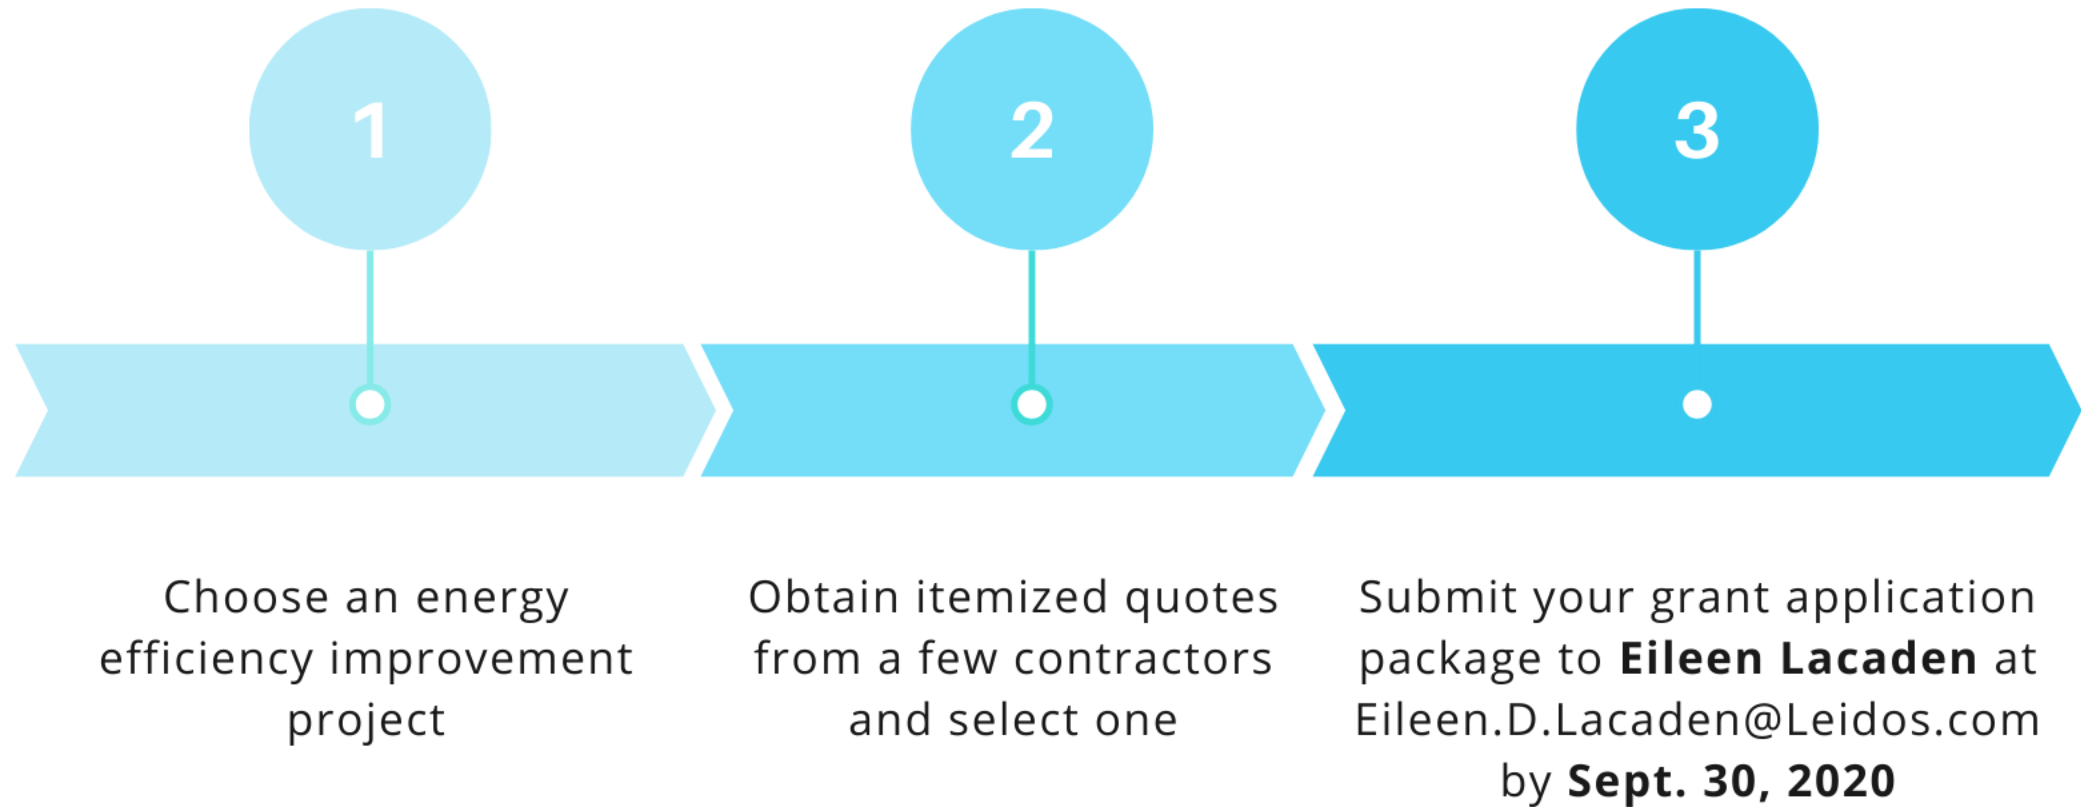 1
2
3
Choose an energy
efficiency improvement
project
Obtain itemized quotes
from a few contractors
and select one
Submit your grant application
package to Eileen Lacaden at
Eileen.D.Lacaden@Leidos.com
by Sept. 30, 2020